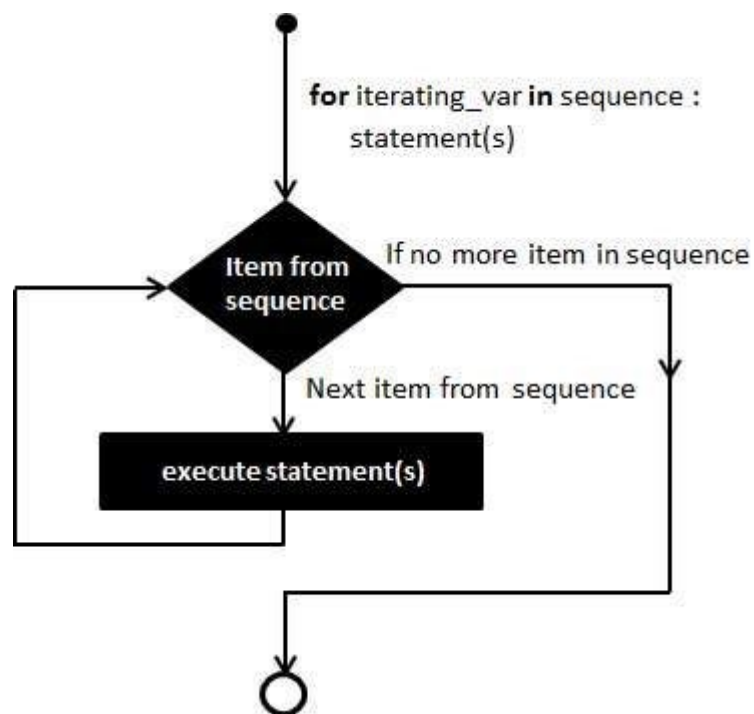 for iterating_var in sequence :
statement(s)
If no more item in sequence
Item from
sequence
Next item from sequence
execute statement(s)